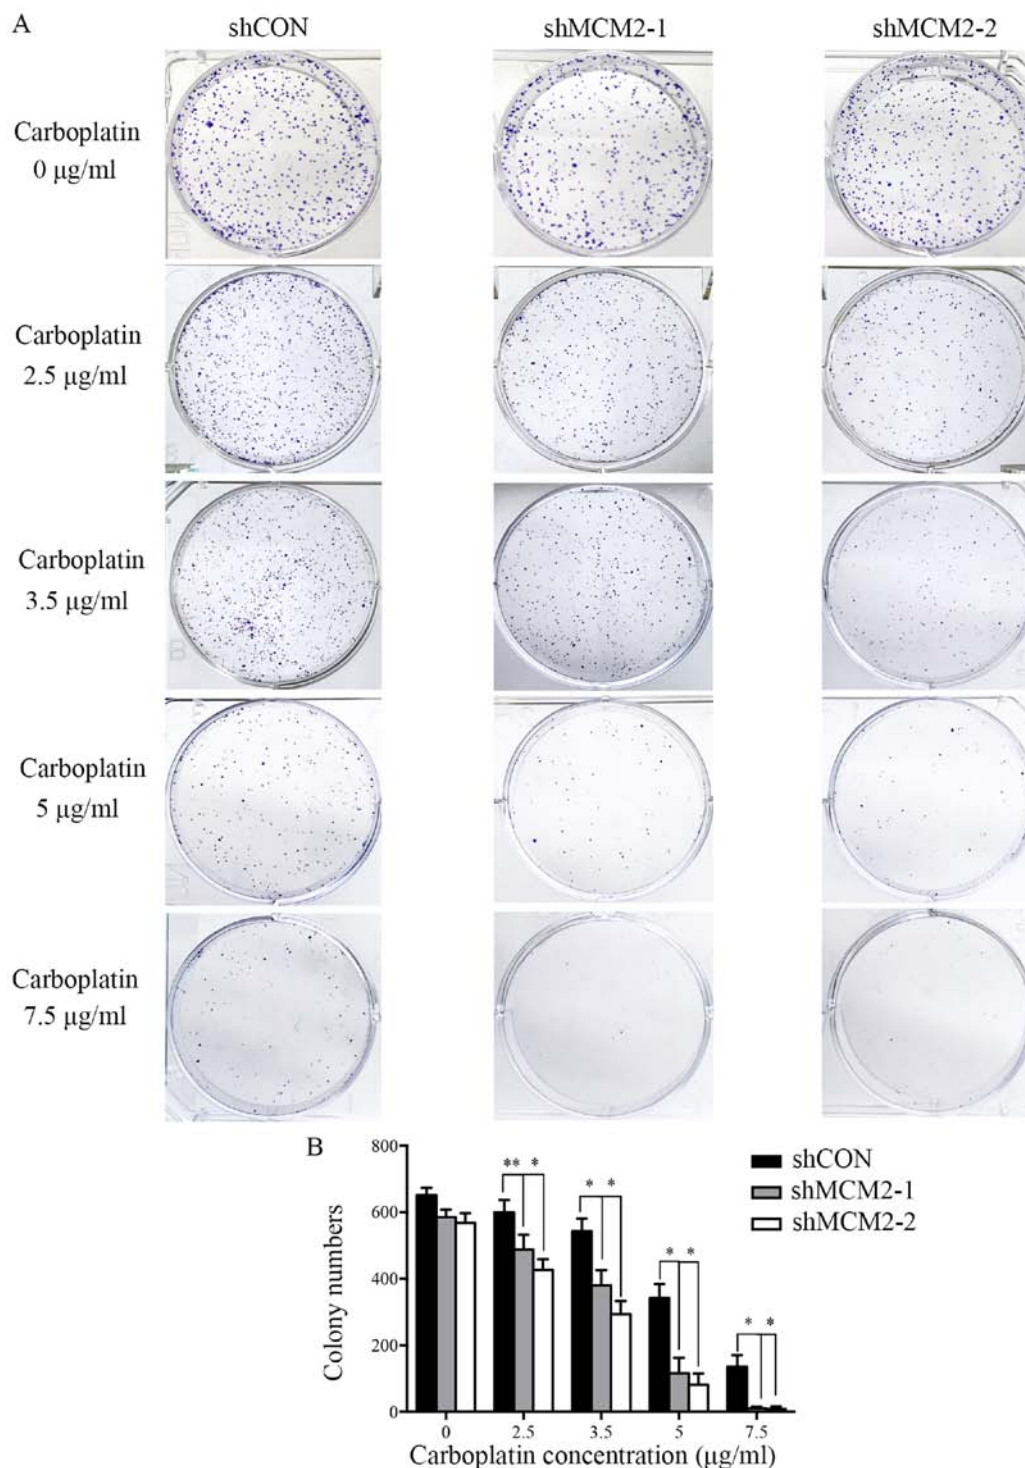 A
shCON shMCM2-1 shMCM2-2
Carboplatin
0 μg/ml
Carboplatin
2.5 μg/ml
Carboplatin
3.5 μg/ml
Carboplatin
5 μg/ml
Carboplatin
7.5 μg/ml
B
800
600
400
200
0
Colony numbers
** *
* *
* *
* *
shCON
shMCM2-1
shMCM2-2
0 2.5 3.5 5 7.5
Carboplatin concentration (μg/ml)